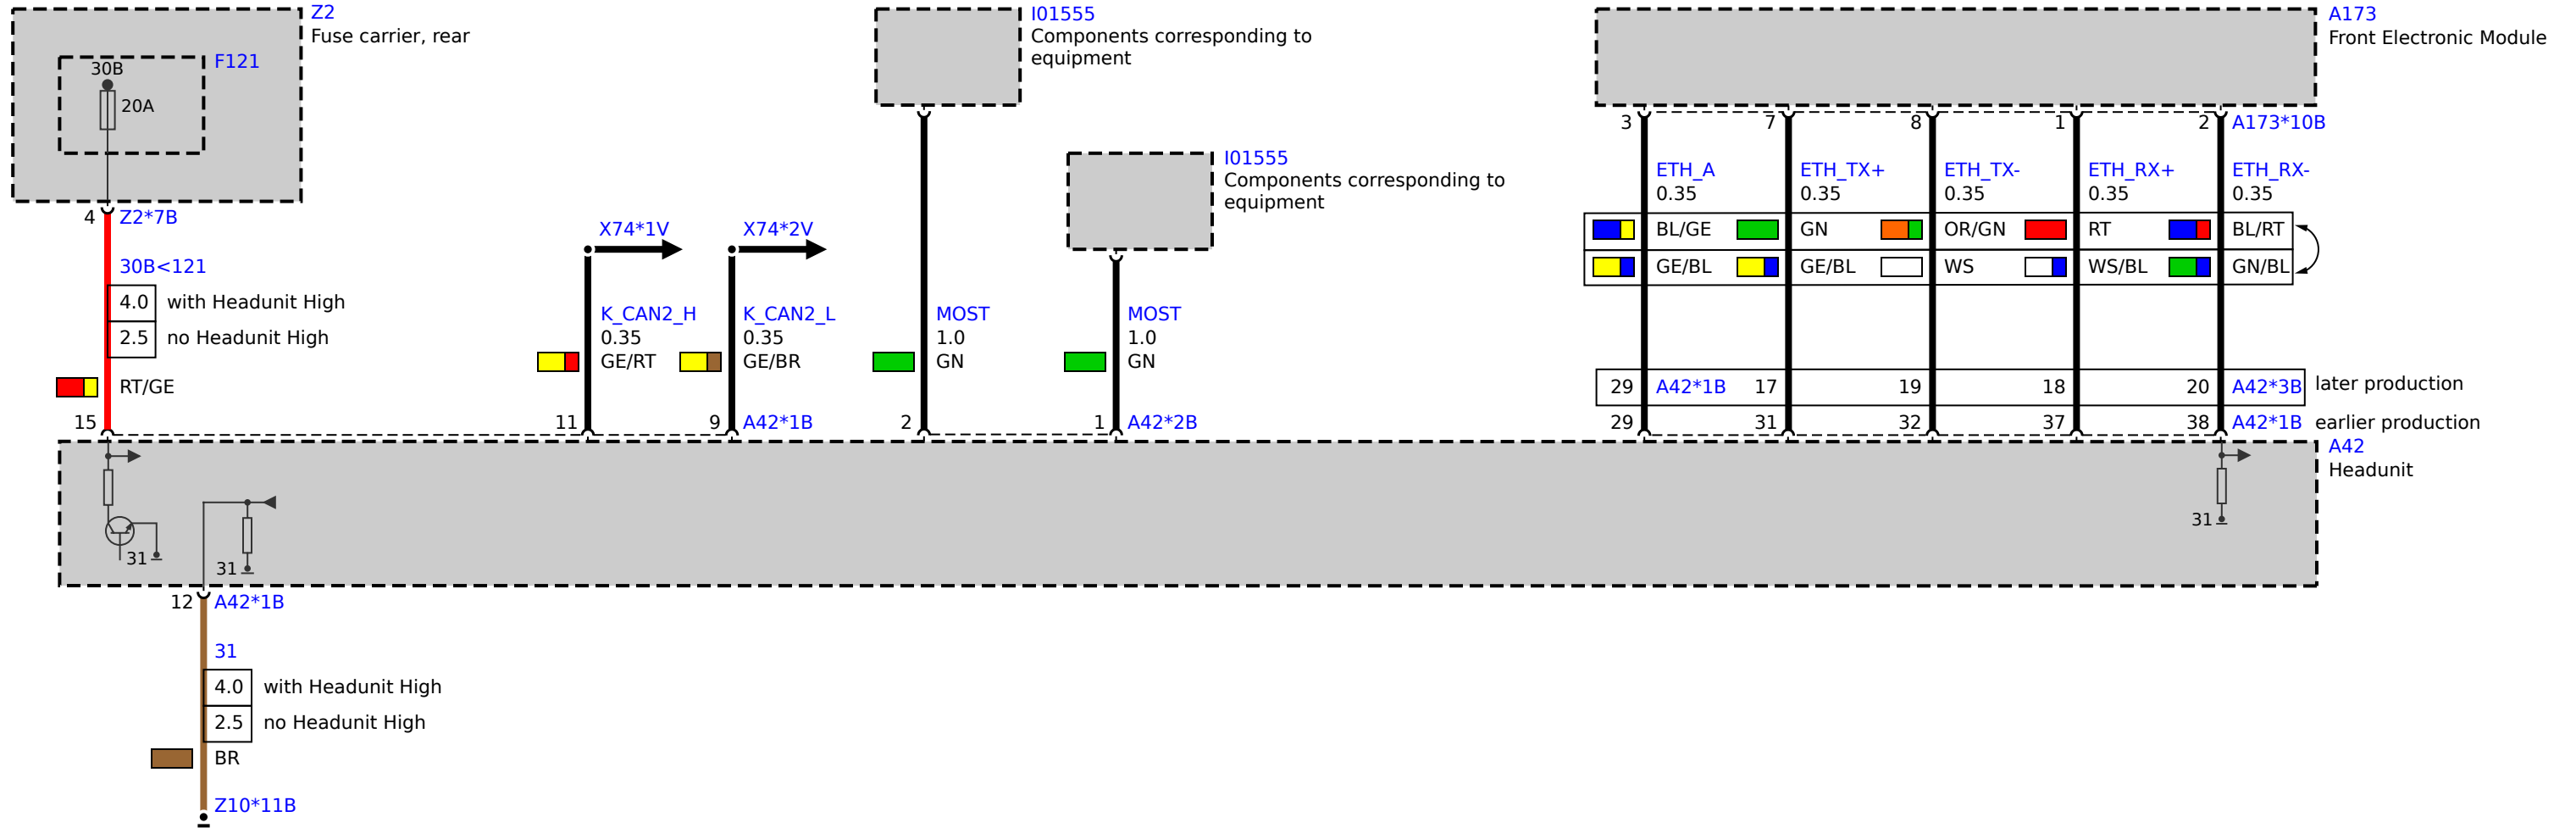 Z2
Fuse carrier, rear
F121
30B
20A
4 Z2*7B
30B<121
4.0 with Headunit High
2.5 no Headunit High
RT/GE
15
X74*1V
K_CAN2_H
0.35
GE/RT
11
X74*2V
K_CAN2_L
0.35
GE/BR
9 A42*1B
I01555
Components corresponding to
equipment
MOST
1.0
GN
2
I01555
Components corresponding to
equipment
MOST
1.0
GN
1 A42*2B
A173
Front Electronic Module
3 7 8 1 2 A173*10B
ETH_A ETH_TX+ ETH_TX- ETH_RX+ ETH_RX-
0.35 0.35 0.35 0.35 0.35
BL/GE GN OR/GN RT BL/RT
GE/BL GE/BL WS WS/BL GN/BL
29 A42*1B 17 19 18 20 A42*3B later production
29 31 32 37 38 A42*1B earlier production
A42
Headunit
31
31
31
12 A42*1B
31
4.0 with Headunit High
2.5 no Headunit High
BR
Z10*11B